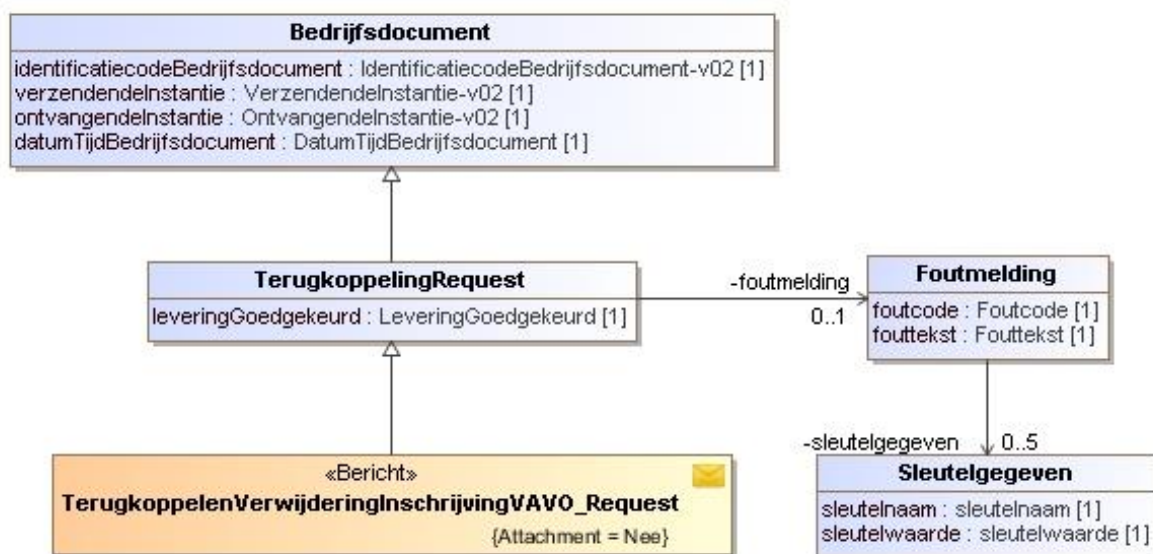 Bedrijfsdocument
identificatiecodeBedrijfsdocument : IdentificatiecodeBedrijfsdocument-v02 [1]
verzendendeInstantie : VerzendendeInstantie-v02 [1]
ontvangendeInstantie : OntvangendeInstantie-v02 [1]
datumTijdBedrijfsdocument : DatumTijdBedrijfsdocument [1]
TerugkoppelingRequest
leveringGoedgekeurd : LeveringGoedgekeurd [1]
-foutmelding
0..1
Foutmelding
foutcode : Foutcode [1]
fouttekst : Fouttekst [1]
-sleutelgegeven 0..5
«Bericht»
TerugkoppelenVerwijderingInschrijvingVAVO_Request
{Attachment = Nee}
Sleutelgegeven
sleutelnaam : sleutelnaam [1]
sleutelwaarde : sleutelwaarde [1]